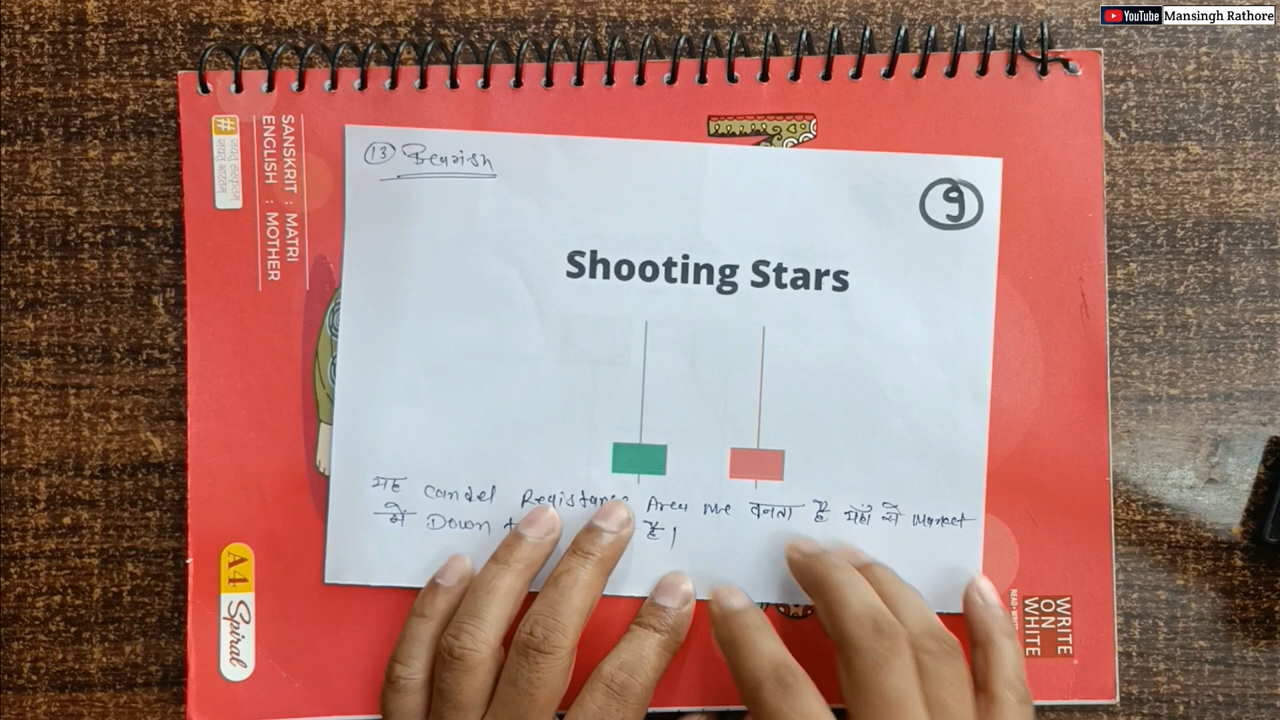 YouTube Mansingh Rathore
SANSKRIT : MATRI
ENGLISH : MOTHER
#
13 Bearish
9
Shooting Stars
यह Candel Registance Area me बनता है यहाँ से Market
में Down है।
A4
Spiral
WRITE
ON
WHITE